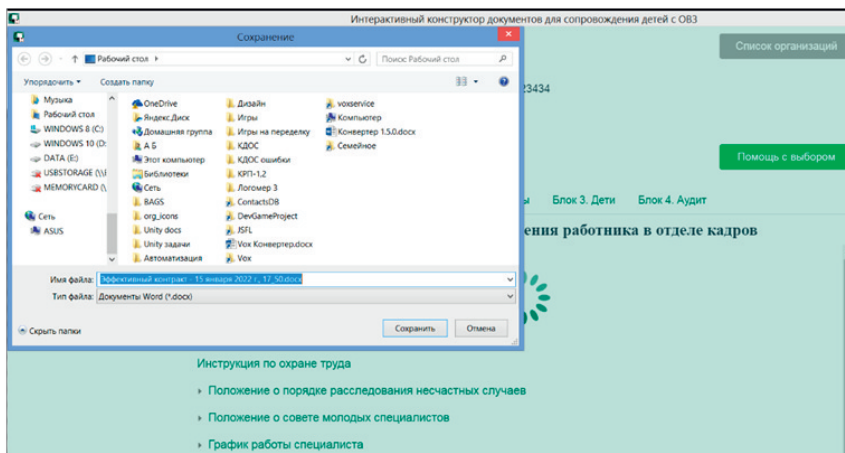 Интерактивный конструктор документов для сопровождения детей с ОВЗ
Сохранение
Список организаций
Рабочий стол
Поиск: Рабочий стол
Упорядочить
Создать папку
23434
Музыка
Рабочий стол
WINDOWS 8 (C:)
WINDOWS 10 (D:
DATA (E:)
USBSTORAGE (\\
MEMORYCARD (\
Сеть
ASUS
OneDrive
Яндекс.Диск
Домашняя группа
А Б
Этот компьютер
Библиотеки
Сеть
BAGS
org_icons
Unity docs
Unity задачи
Автоматизация
Дизайн
Игры
Игры на переделку
КДОС
КДОС ошибки
КРП-1,2
Логомер 3
ContactsDB
DevGameProject
JSFL
Vox Конвертер.docx
Vox
voxservice
Компьютер
Конвертер 1.5.0.docx
Семейное
Помощь с выбором
ы Блок 3. Дети Блок 4. Аудит
ения работника в отделе кадров
Имя файла: Эффективный контракт - 15 января 2022 г., 17_50.docx
Тип файла: Документы Word (*.docx)
Скрыть папки
Сохранить
Отмена
Инструкция по охране труда
Положение о порядке расследования несчастных случаев
Положение о совете молодых специалистов
График работы специалиста